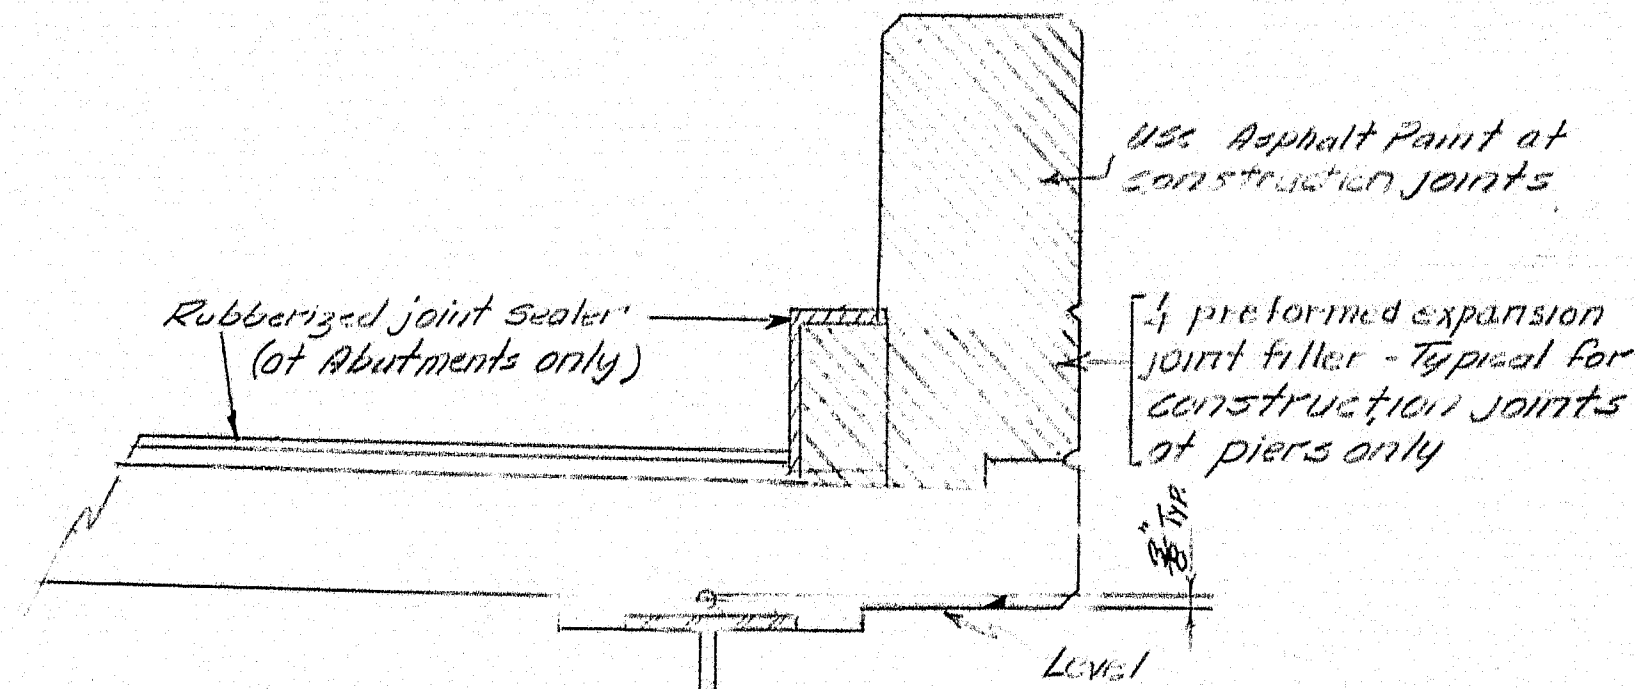 Use Asphalt Paint at
construction joints
Rubberized joint Sealer
(at Abutments only)
1/4 preformed expansion
joint filler - Typical for
construction joints
at piers only
3/8" TYP.
Level